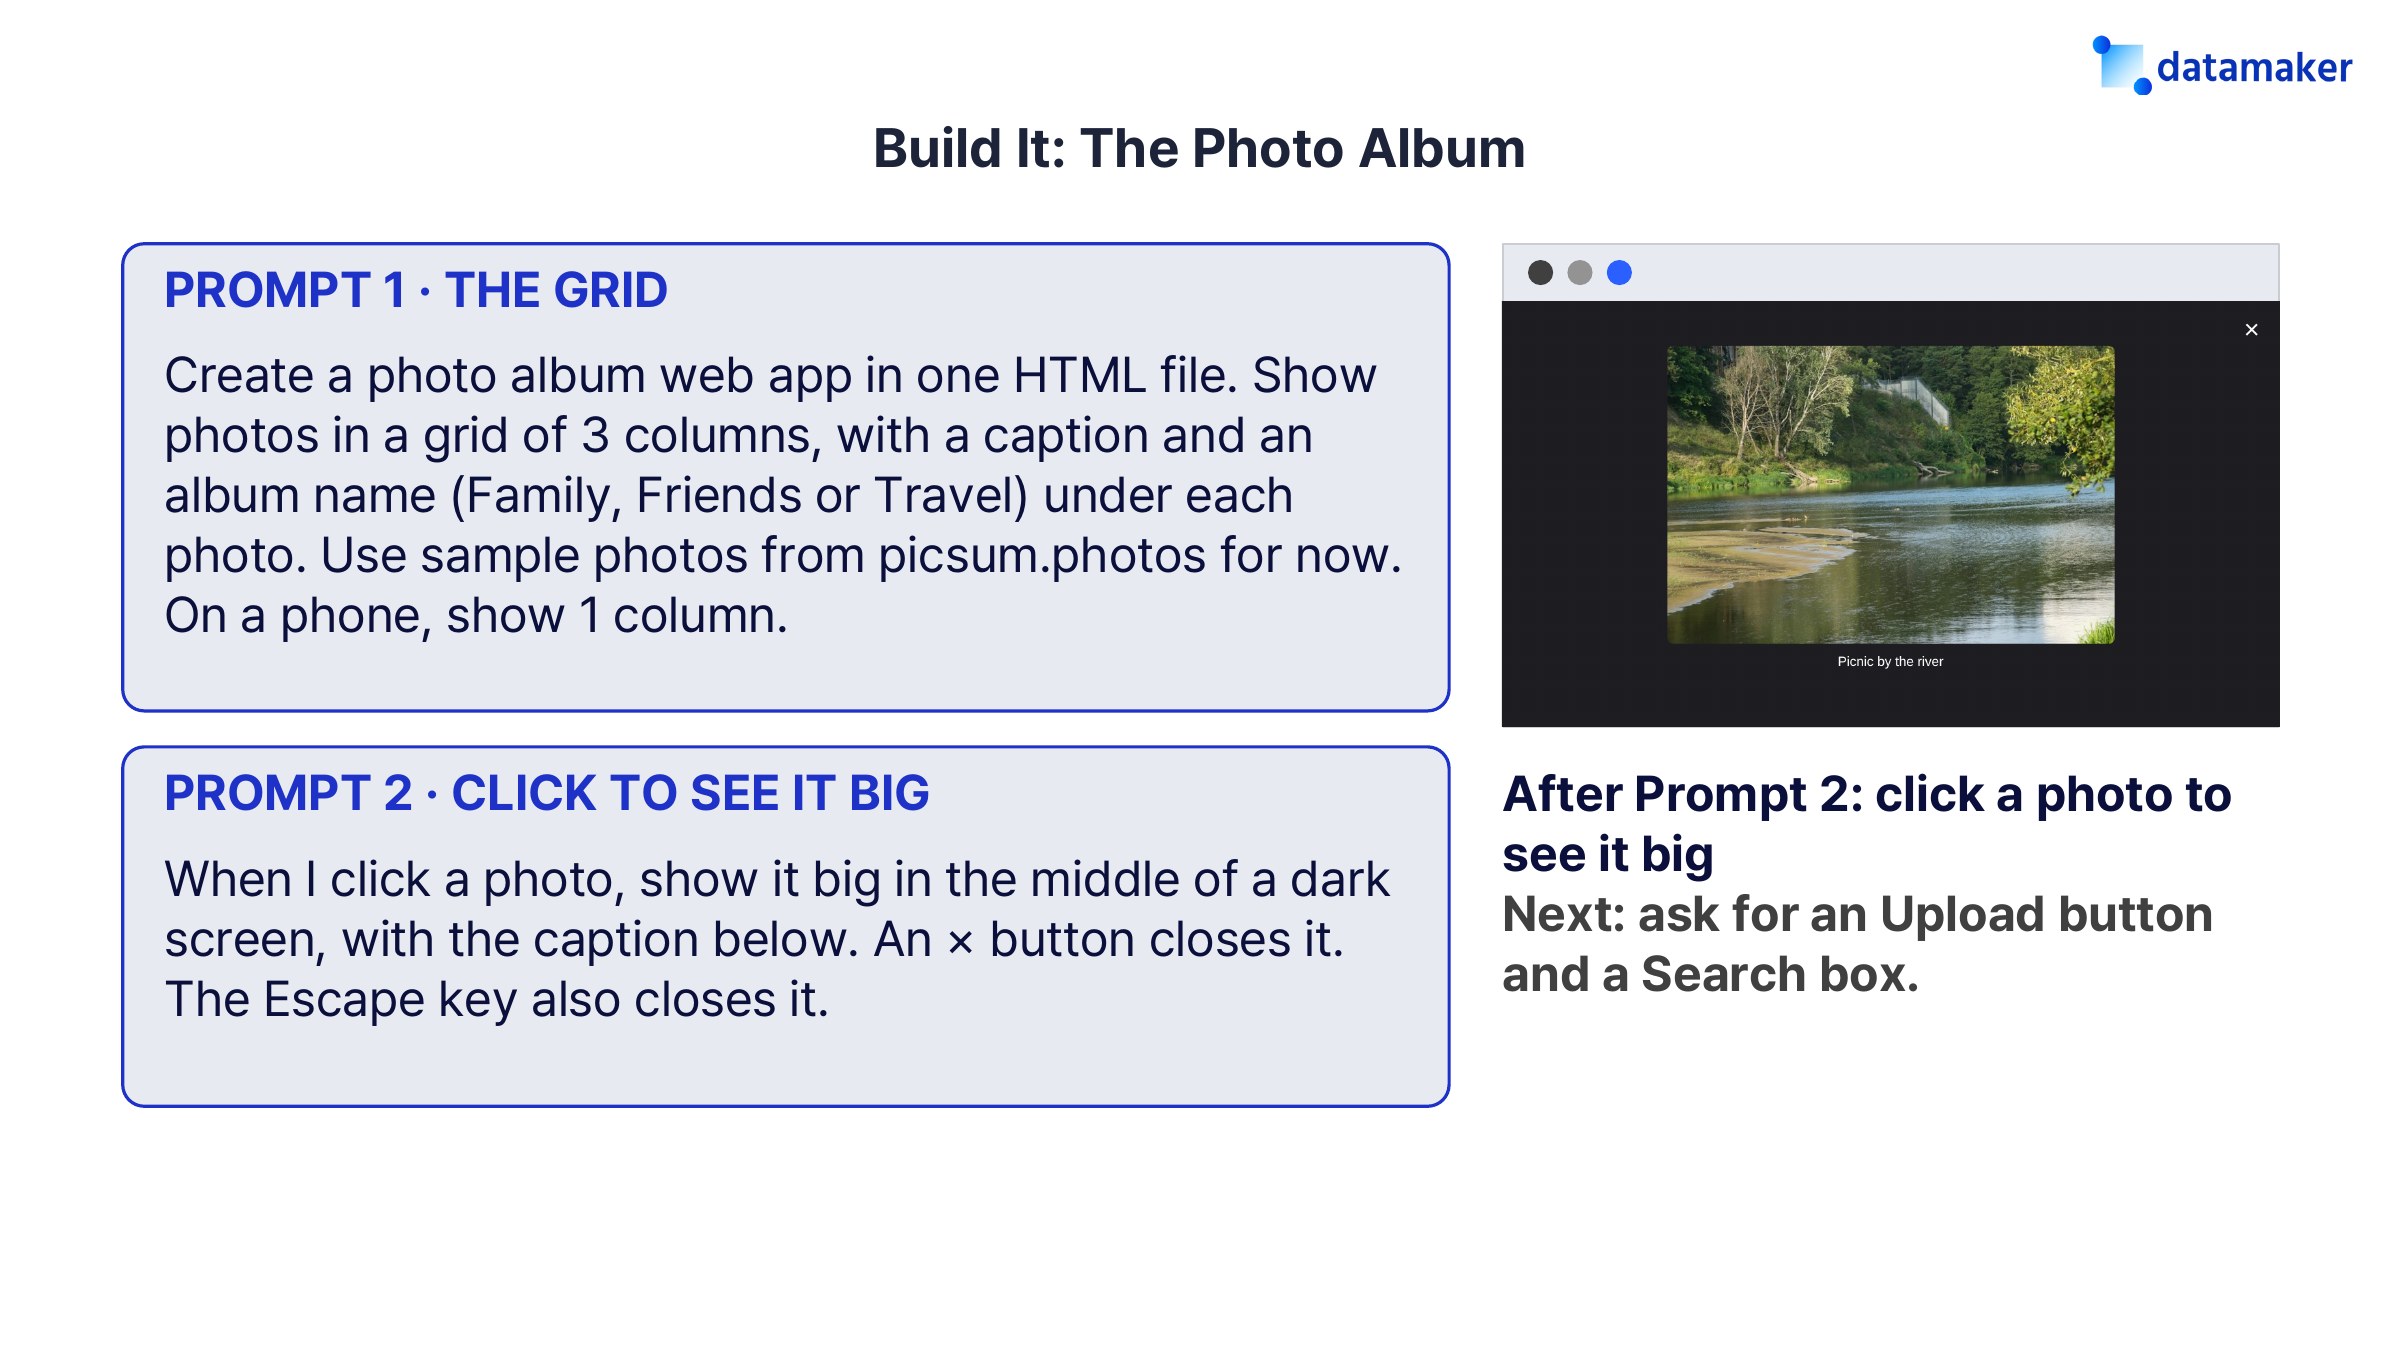 datamaker
Build It: The Photo Album
PROMPT 1 · THE GRID
Create a photo album web app in one HTML file. Show
photos in a grid of 3 columns, with a caption and an
album name (Family, Friends or Travel) under each
photo. Use sample photos from picsum.photos for now.
On a phone, show 1 column.
PROMPT 2 · CLICK TO SEE IT BIG
When I click a photo, show it big in the middle of a dark
screen, with the caption below. An × button closes it.
The Escape key also closes it.
×
Picnic by the river
After Prompt 2: click a photo to
see it big
Next: ask for an Upload button
and a Search box.